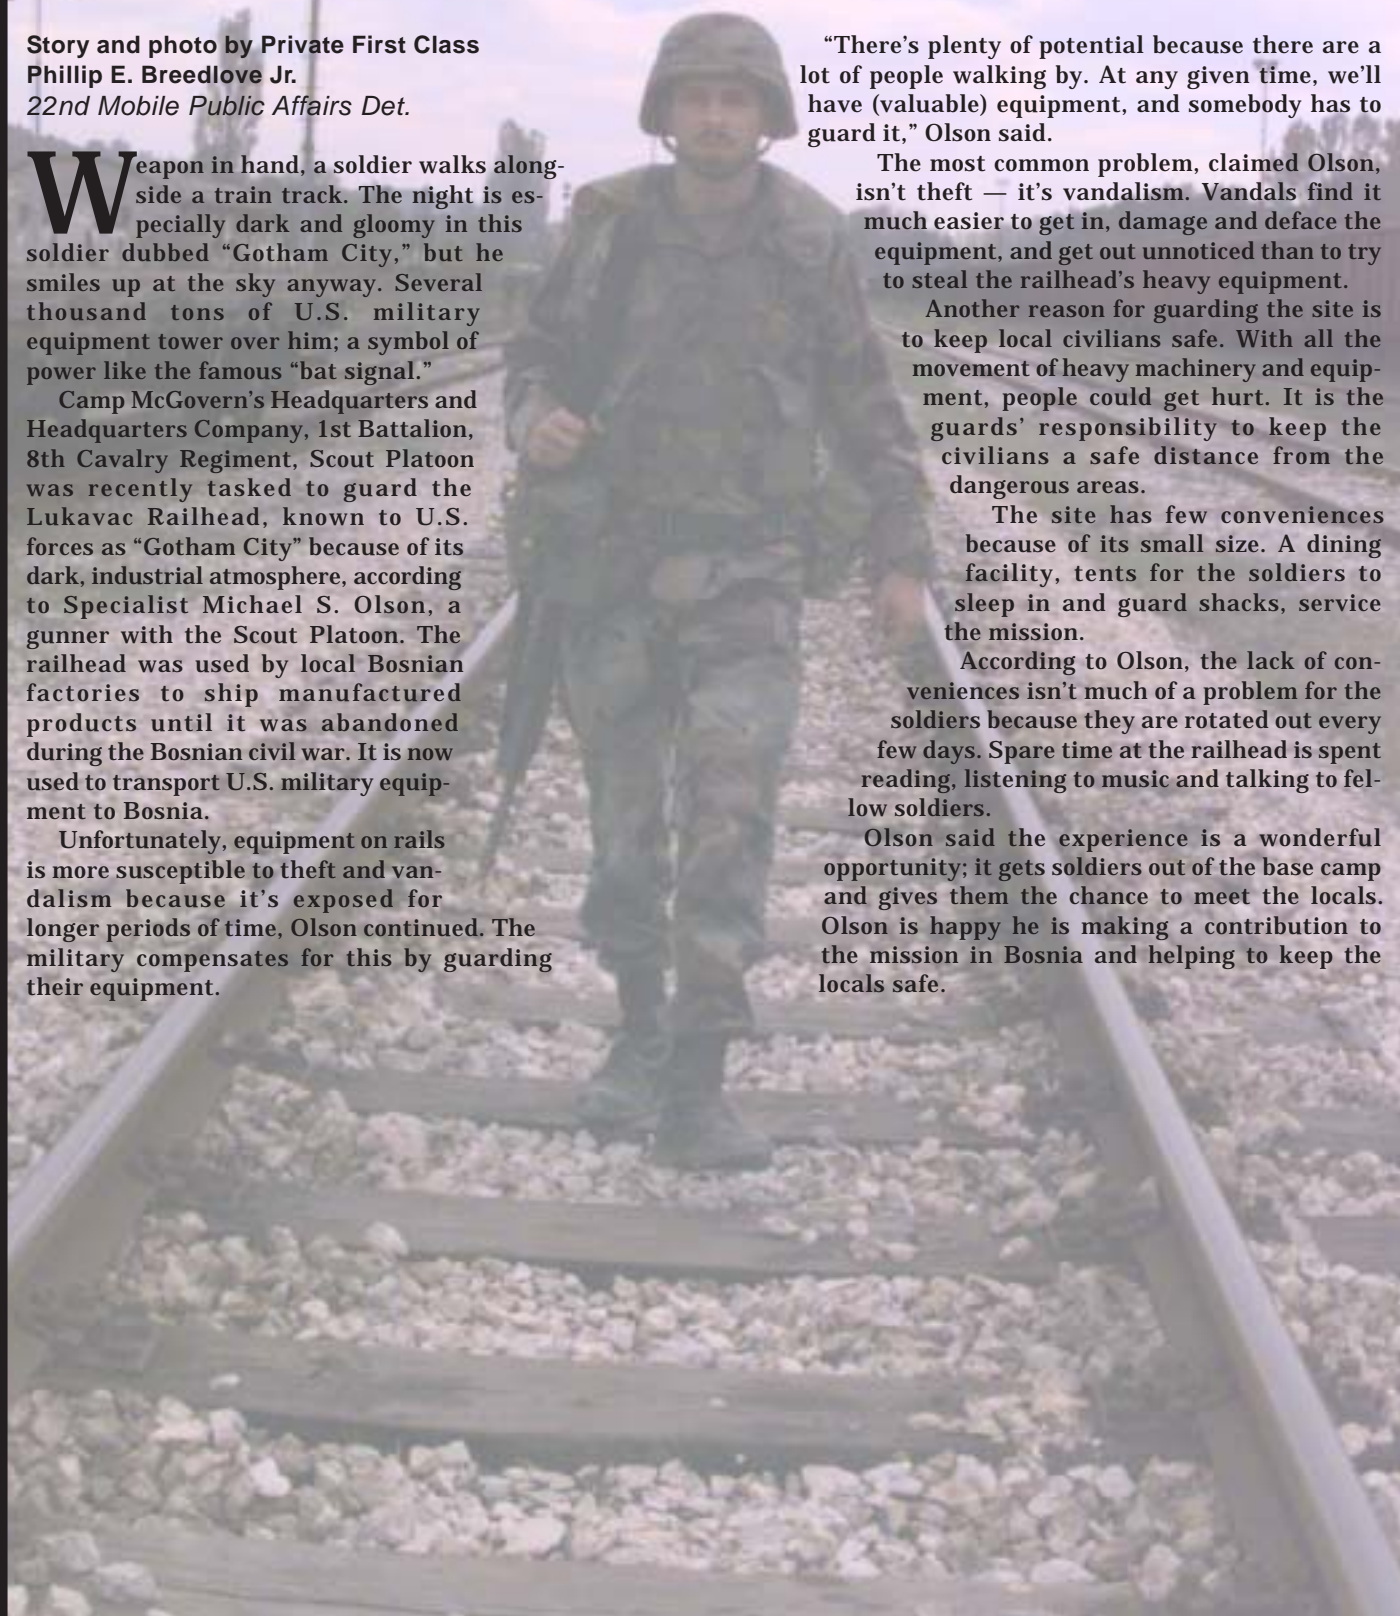 Story and photo by Private First Class
Phillip E. Breedlove Jr.
22nd Mobile Public Affairs Det.
Weapon in hand, a soldier walks along-
side a train track. The night is es-
pecially dark and gloomy in this
soldier dubbed “Gotham City,” but he
smiles up at the sky anyway. Several
thousand tons of U.S. military
equipment tower over him; a symbol of
power like the famous “bat signal.”
Camp McGovern’s Headquarters and
Headquarters Company, 1st Battalion,
8th Cavalry Regiment, Scout Platoon
was recently tasked to guard the
Lukavac Railhead, known to U.S.
forces as “Gotham City” because of its
dark, industrial atmosphere, according
to Specialist Michael S. Olson, a
gunner with the Scout Platoon. The
railhead was used by local Bosnian
factories to ship manufactured
products until it was abandoned
during the Bosnian civil war. It is now
used to transport U.S. military equip-
ment to Bosnia.
Unfortunately, equipment on rails
is more susceptible to theft and van-
dalism because it’s exposed for
longer periods of time, Olson continued. The
military compensates for this by guarding
their equipment.
“There’s plenty of potential because there are a
lot of people walking by. At any given time, we’ll
have (valuable) equipment, and somebody has to
guard it,” Olson said.
The most common problem, claimed Olson,
isn’t theft — it’s vandalism. Vandals find it
much easier to get in, damage and deface the
equipment, and get out unnoticed than to try
to steal the railhead’s heavy equipment.
Another reason for guarding the site is
to keep local civilians safe. With all the
movement of heavy machinery and equip-
ment, people could get hurt. It is the
guards’ responsibility to keep the
civilians a safe distance from the
dangerous areas.
The site has few conveniences
because of its small size. A dining
facility, tents for the soldiers to
sleep in and guard shacks, service
the mission.
According to Olson, the lack of con-
veniences isn’t much of a problem for the
soldiers because they are rotated out every
few days. Spare time at the railhead is spent
reading, listening to music and talking to fel-
low soldiers.
Olson said the experience is a wonderful
opportunity; it gets soldiers out of the base camp
and gives them the chance to meet the locals.
Olson is happy he is making a contribution to
the mission in Bosnia and helping to keep the
locals safe.